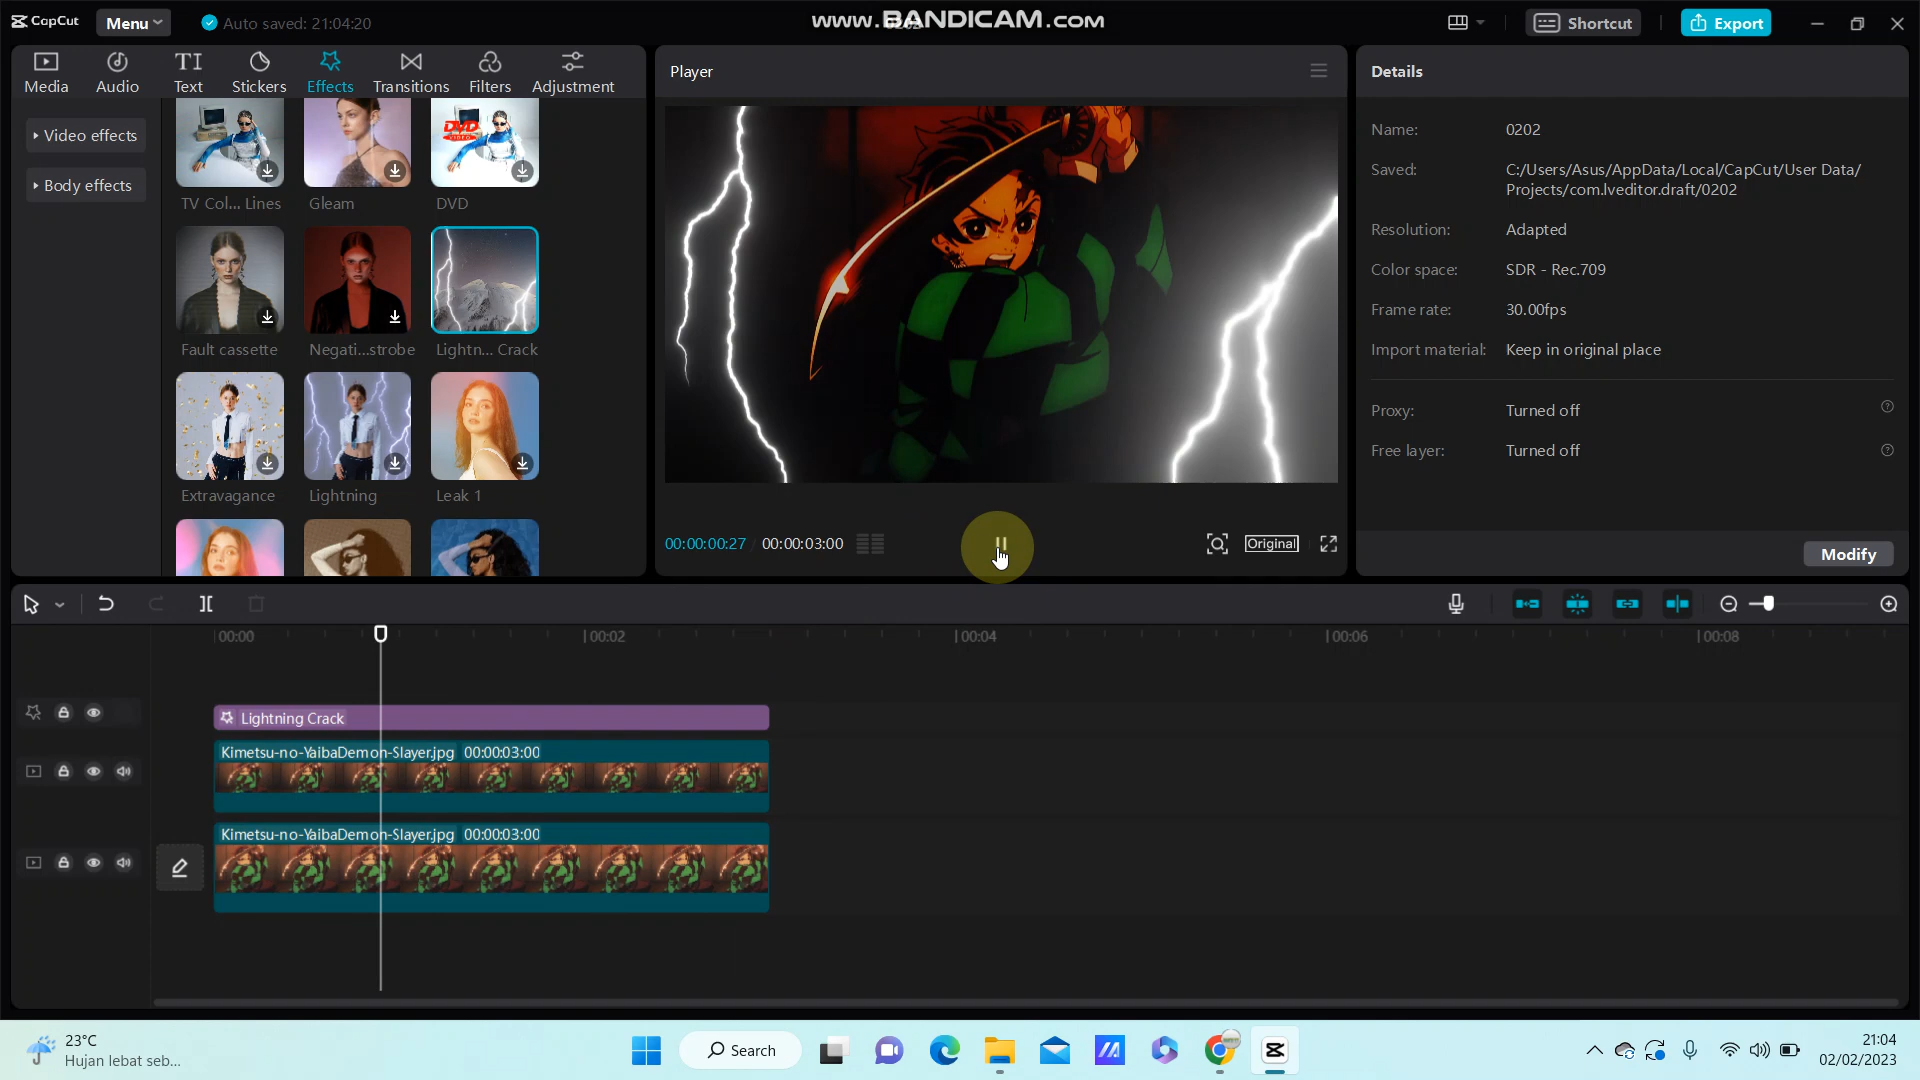 CapCut
Menu
Auto saved: 21:04:20
www.BANDICAM.com
Shortcut
Export
Media
Audio
Text
Stickers
Effects
Transitions
Filters
Adjustment
Video effects
Body effects
TV Col... Lines
Gleam
DVD
Fault cassette
Negati...strobe
Lightn... Crack
Extravagance
Lightning
Leak 1
Player
00:00:00:27 / 00:00:03:00
Original
Details
Name: 0202
Saved: C:/Users/Asus/AppData/Local/CapCut/User Data/
Projects/com.lveditor.draft/0202
Resolution: Adapted
Color space: SDR - Rec.709
Frame rate: 30.00fps
Import material: Keep in original place
Proxy: Turned off
Free layer: Turned off
Modify
00:00
00:02
00:04
00:06
00:08
Lightning Crack
Kimetsu-no-YaibaDemon-Slayer.jpg 00:00:03:00
Kimetsu-no-YaibaDemon-Slayer.jpg 00:00:03:00
23°C
Hujan lebat seb...
Search
21:04
02/02/2023